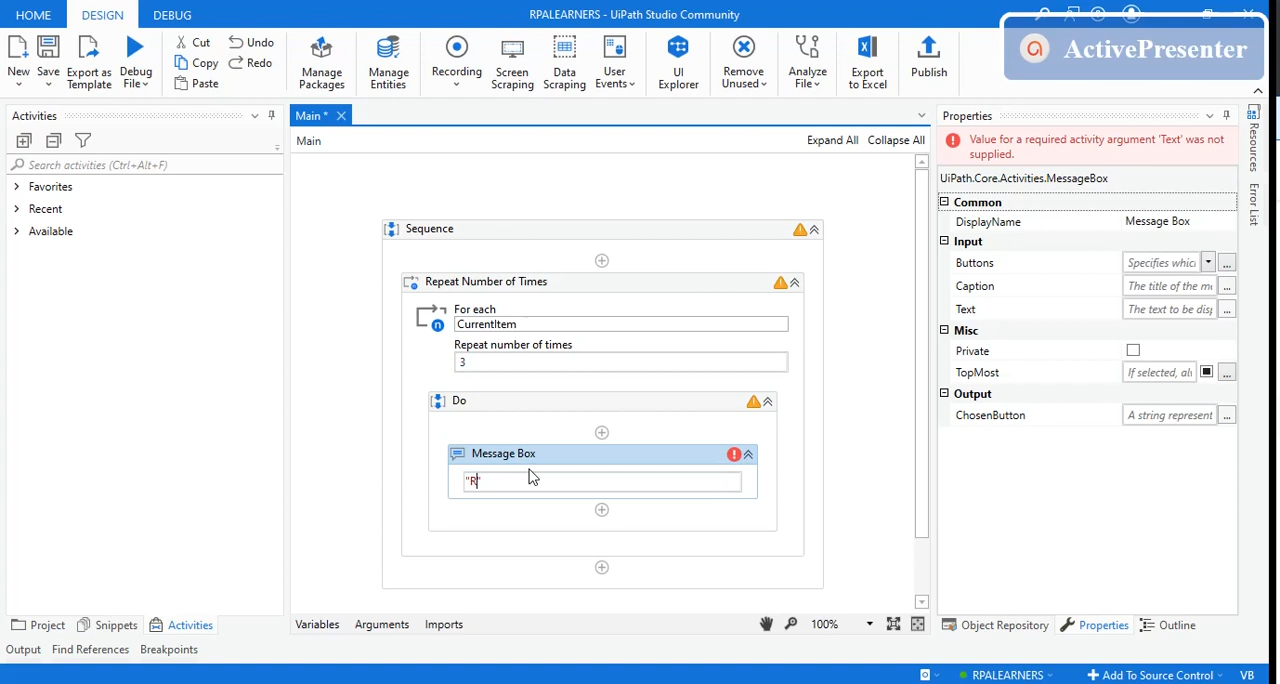 HOME
DESIGN
DEBUG
RPALEARNERS - UiPath Studio Community
New
Save
Export as
Template
Debug
File
Cut
Copy
Paste
Undo
Redo
Manage
Packages
Manage
Entities
Recording
Screen
Scraping
Data
Scraping
User
Events
UI
Explorer
Remove
Unused
Analyze
File
Export
to Excel
Publish
ActivePresenter
Activities
Search activities (Ctrl+Alt+F)
Favorites
Recent
Available
Main *
Main
Expand All
Collapse All
Sequence
Repeat Number of Times
For each
CurrentItem
Repeat number of times
3
Do
Message Box
"R"
Properties
Value for a required activity argument 'Text' was not
supplied.
UiPath.Core.Activities.MessageBox
Common
DisplayName
Message Box
Input
Buttons
Specifies whic
Caption
The title of the m
Text
The text to be disp
Misc
Private
TopMost
If selected, al
Output
ChosenButton
A string represent
Resources
Error List
Project
Snippets
Activities
Variables
Arguments
Imports
100%
Object Repository
Properties
Outline
Output
Find References
Breakpoints
RPALEARNERS
Add To Source Control
VB